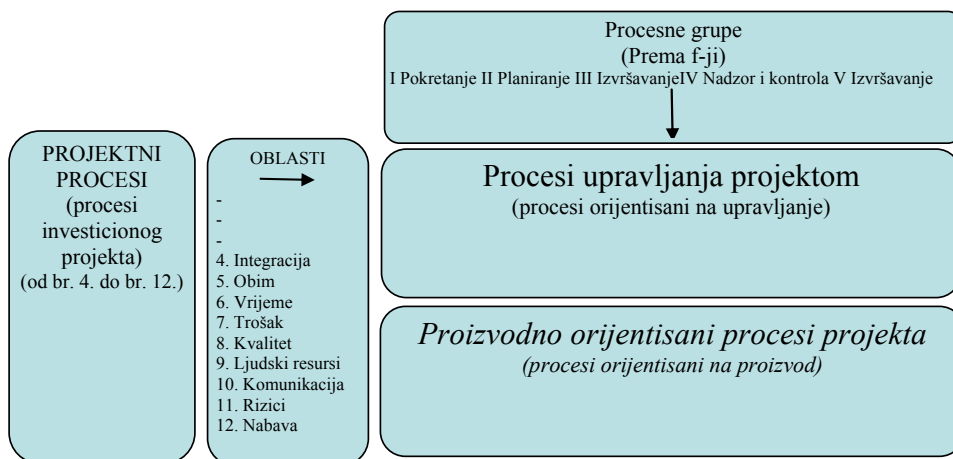 Procesne grupe
(Prema f-ji)
I Pokretanje II Planiranje III IzvršavanjeIV Nadzor i kontrola V Izvršavanje
PROJEKTNI
PROCESI
(procesi
investicionog
projekta)
(od br. 4. do br. 12.)
OBLASTI
-
-
-
4. Integracija
5. Obim
6. Vrijeme
7. Trošak
8. Kvalitet
9. Ljudski resursi
10. Komunikacija
11. Rizici
12. Nabava
Procesi upravljanja projektom
(procesi orijentisani na upravljanje)
Proizvodno orijentisani procesi projekta
(procesi orijentisani na proizvod)